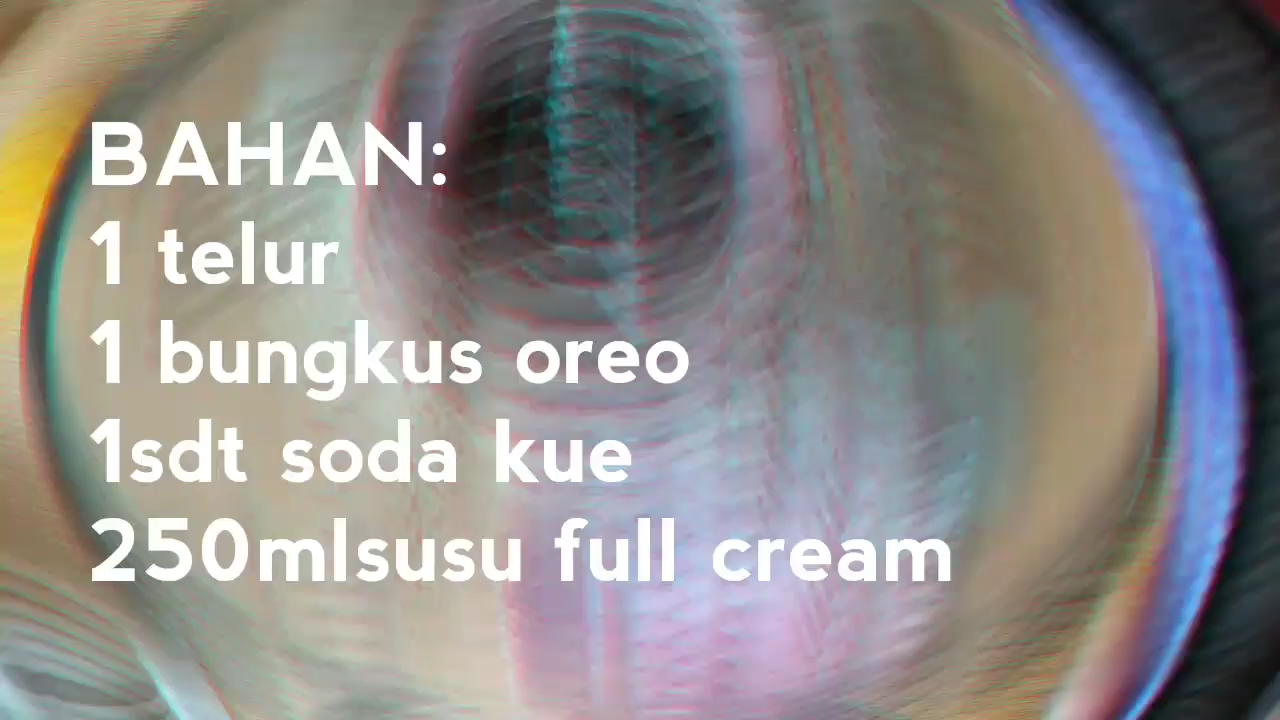 BAHAN:
1 telur
1 bungkus oreo
1sdt soda kue
250mlsusu full cream